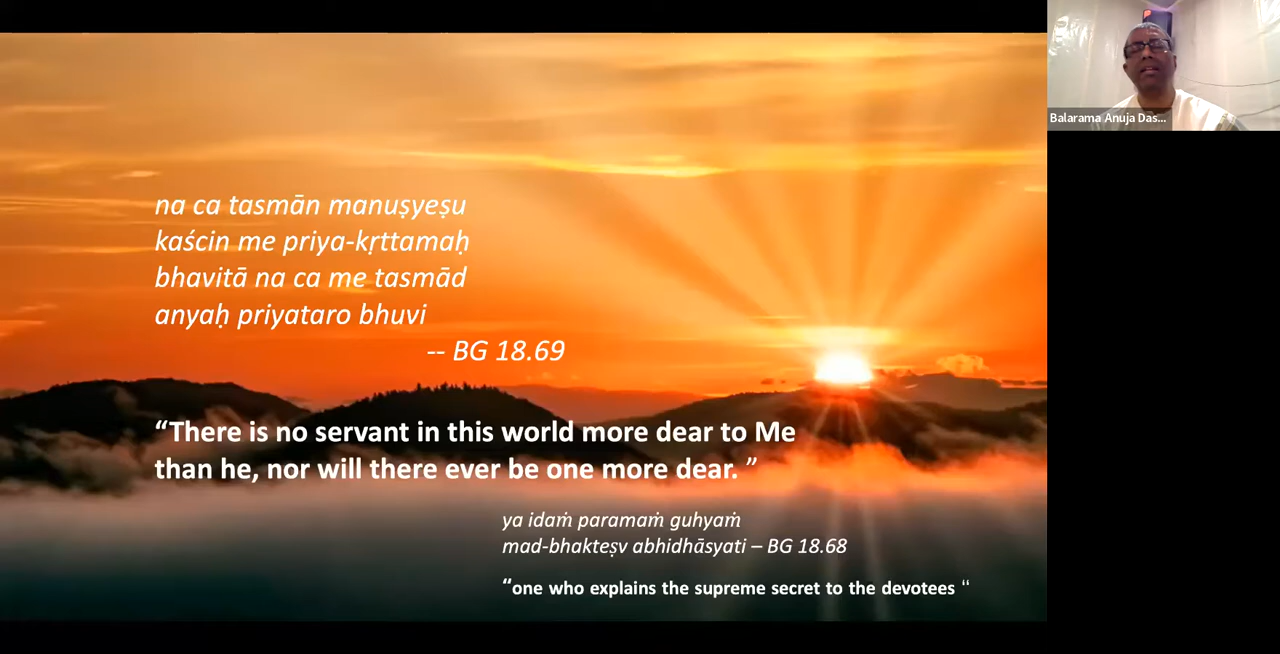 na ca tasmān manuṣyeṣu
kaścin me priya-kṛttamaḥ
bhavitā na ca me tasmād
anyaḥ priyataro bhuvi
-- BG 18.69
“There is no servant in this world more dear to Me
than he, nor will there ever be one more dear. ”
ya idaṁ paramaṁ guhyaṁ
mad-bhakteṣv abhidhāsyati – BG 18.68
“one who explains the supreme secret to the devotees “
Balarama Anuja Das...